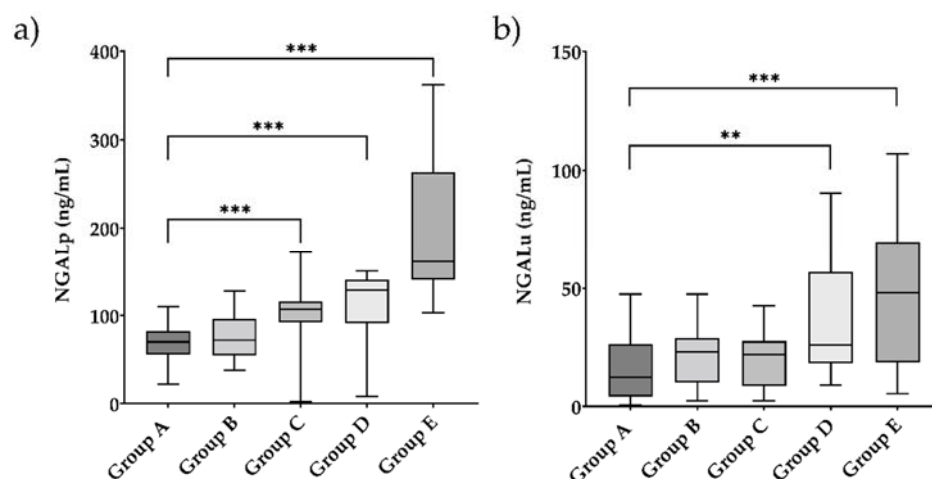 a)
NGALp (ng/mL)
400
300
200
100
0
***
***
***
Group A
Group B
Group C
Group D
Group E
b)
NGALu (ng/mL)
150
100
50
0
***
**
Group A
Group B
Group C
Group D
Group E